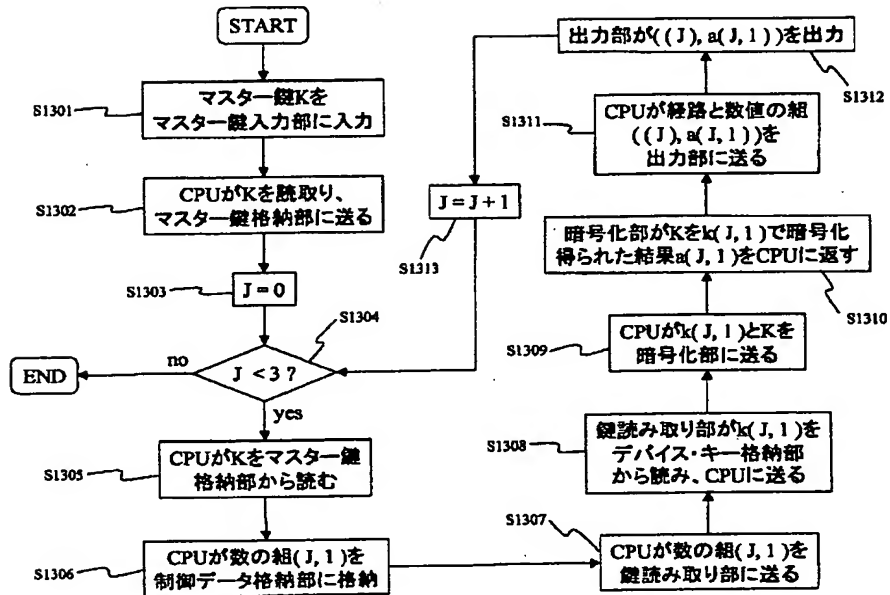 START
S1301
マスター鍵Kを
マスター鍵入力部に入力
S1302
CPUがKを読取り、
マスター鍵格納部に送る
S1303
J=0
S1304
J <3 ?
no
END
yes
S1305
CPUがKをマスター鍵
格納部から読む
S1306
CPUが数の組(J, 1)を
制御データ格納部に格納
S1307
CPUが数の組(J, 1)を
鍵読み取り部に送る
S1308
鍵読み取り部がk(J, 1)を
デバイス・キー格納部
から読み、CPUに送る
S1309
CPUがk(J, 1)とKを
暗号化部に送る
暗号化部がKをk(J, 1)で暗号化
得られた結果a(J, 1)をCPUに返す
S1310
S1311
CPUが経路と数値の組
((J), a(J, 1))を
出力部に送る
出力部が((J), a(J, 1))を出力
S1312
J=J+1
S1313